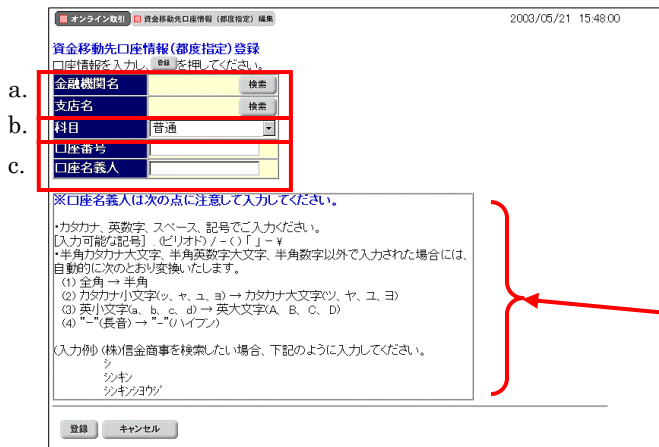 オンライン取引 資金移動先口座情報（都度指定）編集 2003/05/21 15:48:00
資金移動先口座情報(都度指定)登録
口座情報を入力し、登録を押してください。
a. 金融機関名 検索
支店名 検索
b. 科目 普通
口座番号
c. 口座名義人
※口座名義人は次の点に注意して入力してください。
・カタカナ、英数字、スペース、記号でご入力ください。
[入力可能な記号] .(ピリオド) / - ( ) 「 」 - ¥
・半角カタカナ大文字、半角英数字大文字、半角数字以外で入力された場合には、
自動的に次のとおり変換いたします。
(1) 全角 → 半角
(2) カタカナ小文字(ッ、ャ、ュ、ョ) → カタカナ大文字(ツ、ヤ、ユ、ヨ)
(3) 英小文字(a、b、c、d) → 英大文字(A、B、C、D)
(4) "ー"(長音) → "-"(ハイフン)
(入力例) (株)信金商事を検索したい場合、下記のように入力してください。
シ
シンキン
シンキンシヨウジ
登録 キャンセル